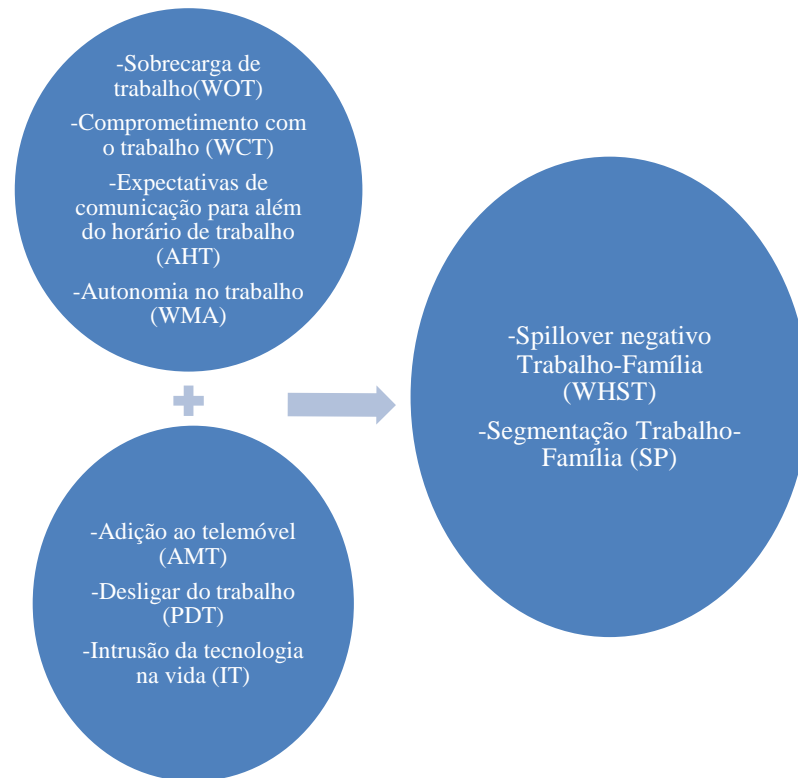 -Sobrecarga de
trabalho(WOT)
-Comprometimento com
o trabalho (WCT)
-Expectativas de
comunicação para além
do horário de trabalho
(AHT)
-Autonomia no trabalho
(WMA)
-Adição ao telemóvel
(AMT)
-Desligar do trabalho
(PDT)
-Intrusão da tecnologia
na vida (IT)
-Spillover negativo
Trabalho-Família
(WHST)
-Segmentação Trabalho-
Família (SP)